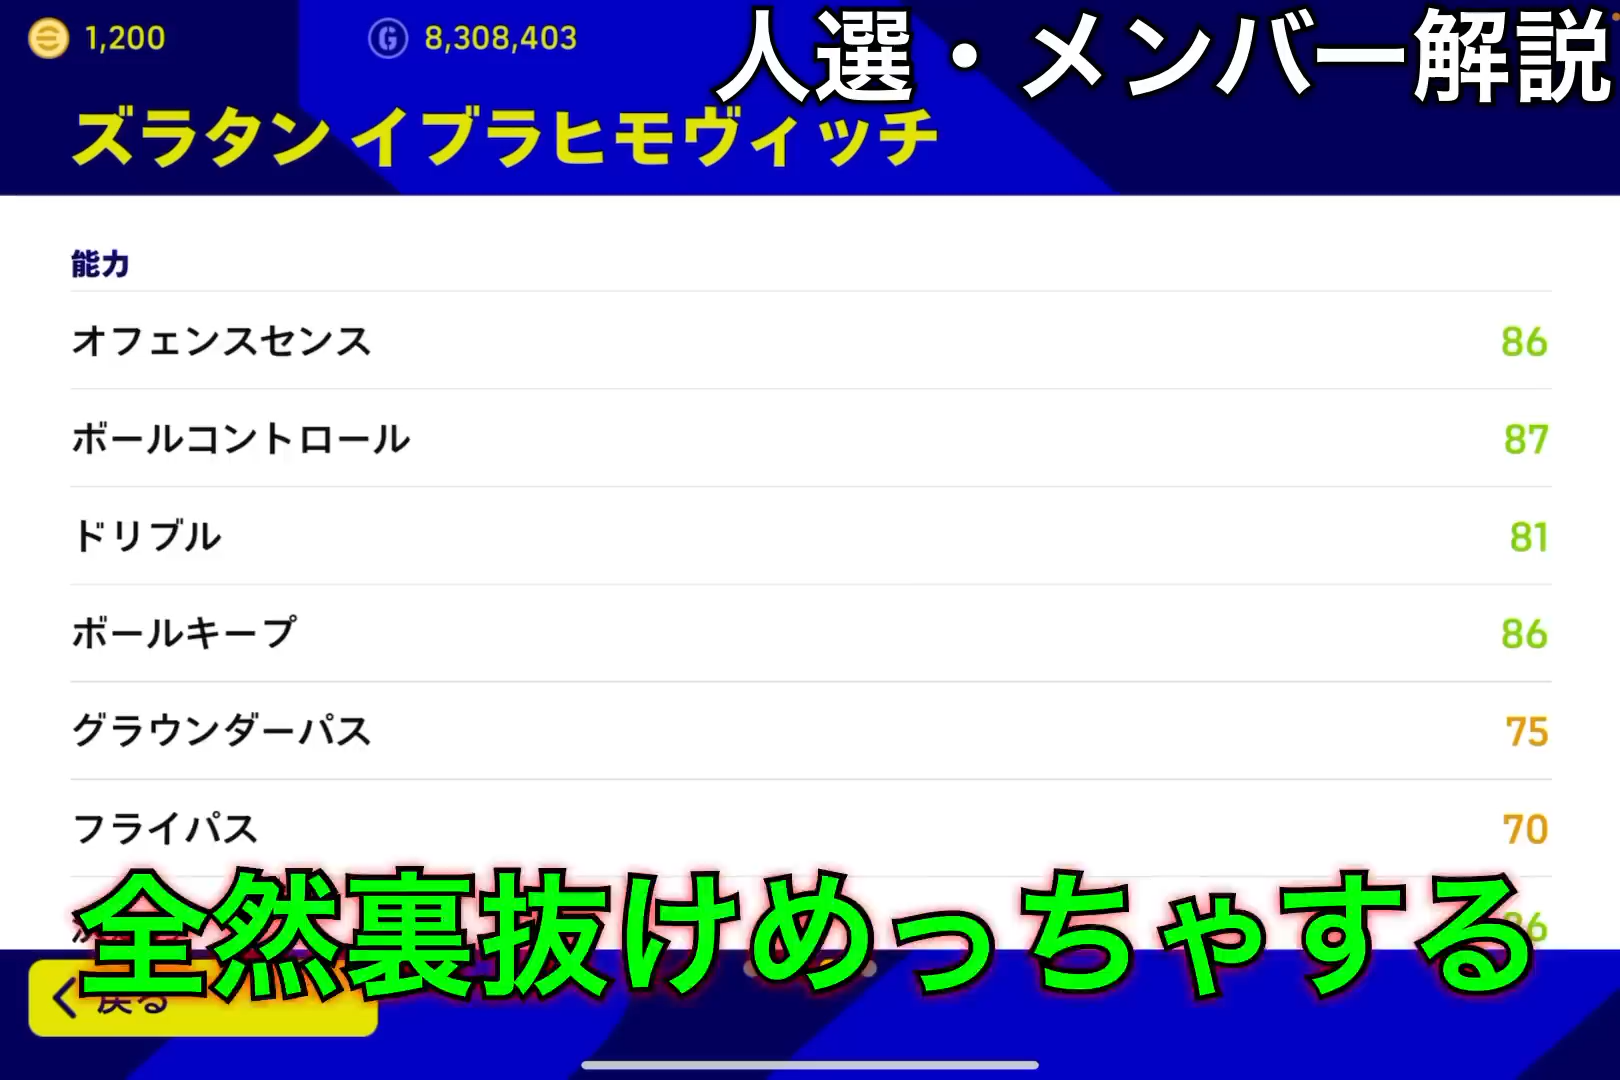 1,200
8,308,403
人選・メンバー解説
ズラタン イブラヒモヴィッチ
能力
オフェンスセンス 86
ボールコントロール 87
ドリブル 81
ボールキープ 86
グラウンダーパス 75
フライパス 70
全然裏抜けめっちゃする
戻る